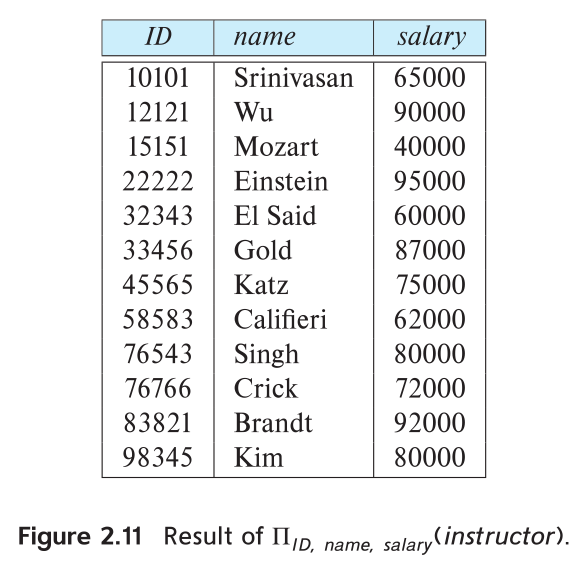 ID name salary
10101 Srinivasan 65000
12121 Wu 90000
15151 Mozart 40000
22222 Einstein 95000
32343 El Said 60000
33456 Gold 87000
45565 Katz 75000
58583 Califieri 62000
76543 Singh 80000
76766 Crick 72000
83821 Brandt 92000
98345 Kim 80000
Figure 2.11 Result of Π_ID, name, salary(instructor).